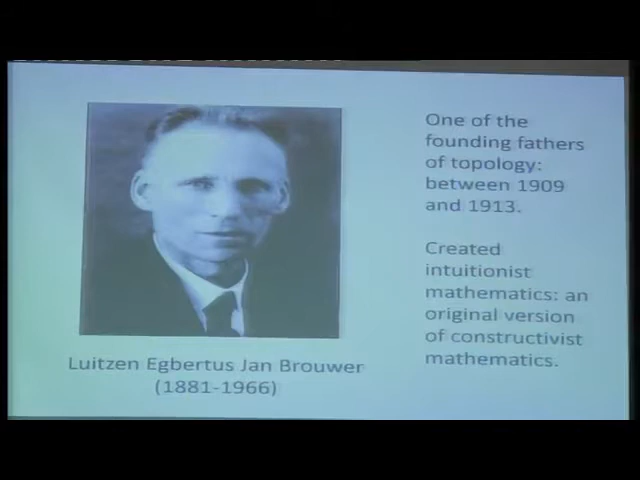 One of the
founding fathers
of topology:
between 1909
and 1913.
Created
intuitionist
mathematics: an
original version
of constructivist
mathematics.
Luitzen Egbertus Jan Brouwer
(1881-1966)